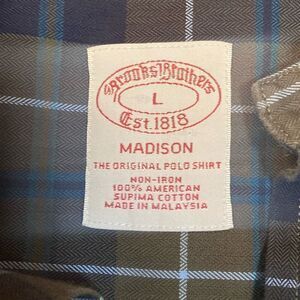 Brooks Brothers
L
Est. 1818
MADISON
THE ORIGINAL POLO SHIRT
NON-IRON
100% AMERICAN
SUPIMA COTTON
MADE IN MALAYSIA